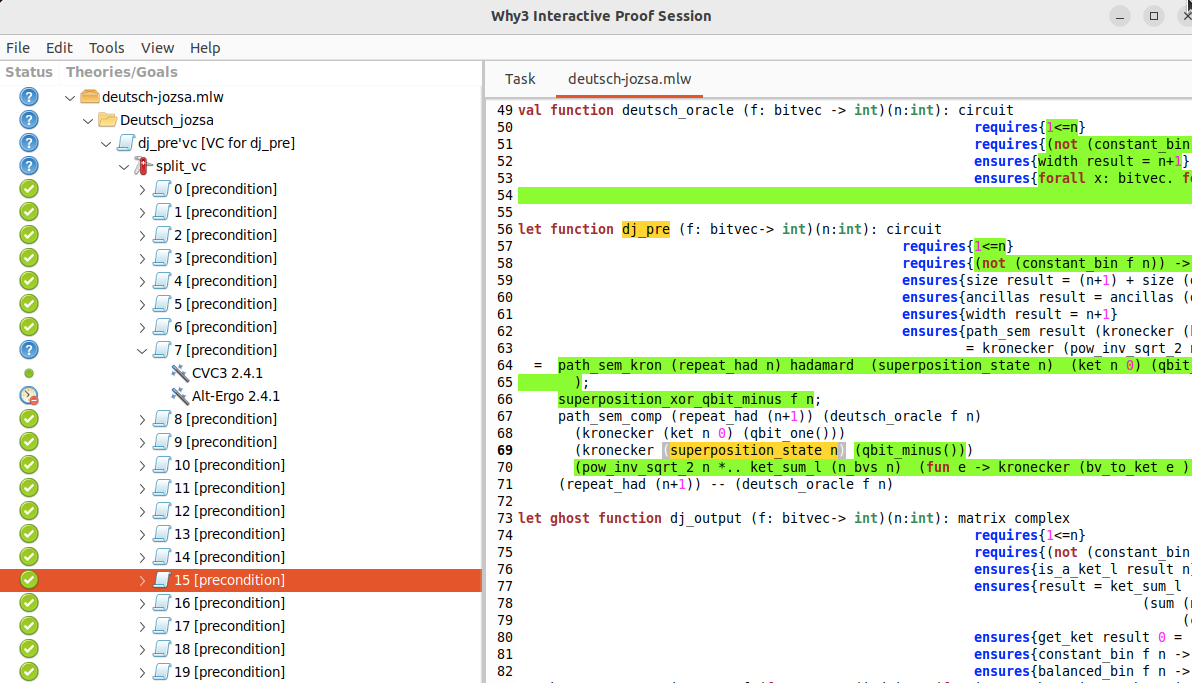 Why3 Interactive Proof Session
File Edit Tools View Help
Status Theories/Goals
deutsch-jozsa.mlw
Deutsch_jozsa
dj_pre'vc [VC for dj_pre]
split_vc
0 [precondition]
1 [precondition]
2 [precondition]
3 [precondition]
4 [precondition]
5 [precondition]
6 [precondition]
7 [precondition]
CVC3 2.4.1
Alt-Ergo 2.4.1
8 [precondition]
9 [precondition]
10 [precondition]
11 [precondition]
12 [precondition]
13 [precondition]
14 [precondition]
15 [precondition]
16 [precondition]
17 [precondition]
18 [precondition]
19 [precondition]
Task deutsch-jozsa.mlw
49 val function deutsch_oracle (f: bitvec -> int)(n:int): circuit
50 requires{1<=n}
51 requires{(not (constant_bin
52 ensures{width result = n+1}
53 ensures{forall x: bitvec. f
54
55
56 let function dj_pre (f: bitvec-> int)(n:int): circuit
57 requires{1<=n}
58 requires{(not (constant_bin f n)) ->
59 ensures{size result = (n+1) + size (
60 ensures{ancillas result = ancillas (
61 ensures{width result = n+1}
62 ensures{path_sem result (kronecker (
63 = kronecker (pow_inv_sqrt_2
64 = path_sem_kron (repeat_had n) hadamard (superposition_state n) (ket n 0) (qbit_
65 );
66 superposition_xor_qbit_minus f n;
67 path_sem_comp (repeat_had (n+1)) (deutsch_oracle f n)
68 (kronecker (ket n 0) (qbit_one()))
69 (kronecker (superposition_state n) (qbit_minus()))
70 (pow_inv_sqrt_2 n *.. ket_sum_l (n_bvs n) (fun e -> kronecker (bv_to_ket e )
71 (repeat_had (n+1)) -- (deutsch_oracle f n)
72
73 let ghost function dj_output (f: bitvec-> int)(n:int): matrix complex
74 requires{1<=n}
75 requires{(not (constant_bin
76 ensures{is_a_ket_l result n
77 ensures{result = ket_sum_l
78 (sum (
79 (
80 ensures{get_ket result 0 =
81 ensures{constant_bin f n ->
82 ensures{balanced_bin f n ->